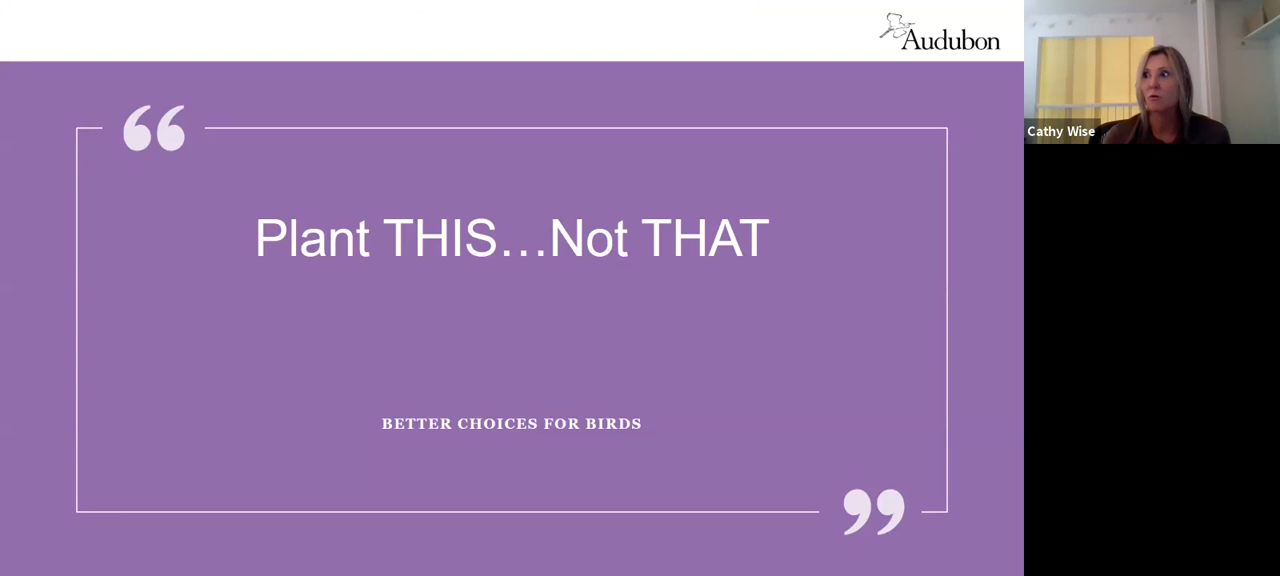 Audubon
“
Plant THIS…Not THAT
BETTER CHOICES FOR BIRDS
”
Cathy Wise